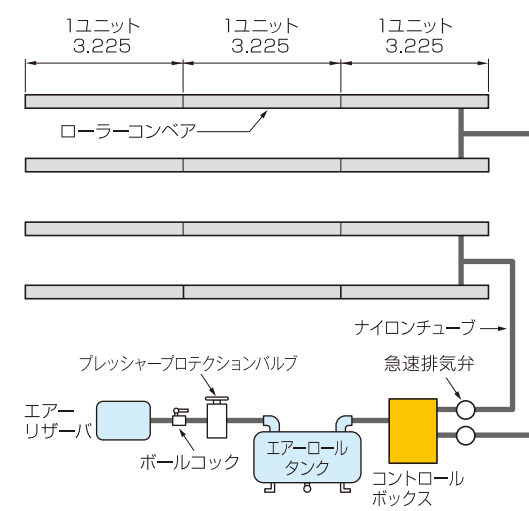 1ユニット
3.225
1ユニット
3.225
1ユニット
3.225
ローラーコンベア
ナイロンチューブ
プレッシャープロテクションバルブ
急速排気弁
エアー
リザーバ
ボールコック
エアーロール
タンク
コントロール
ボックス